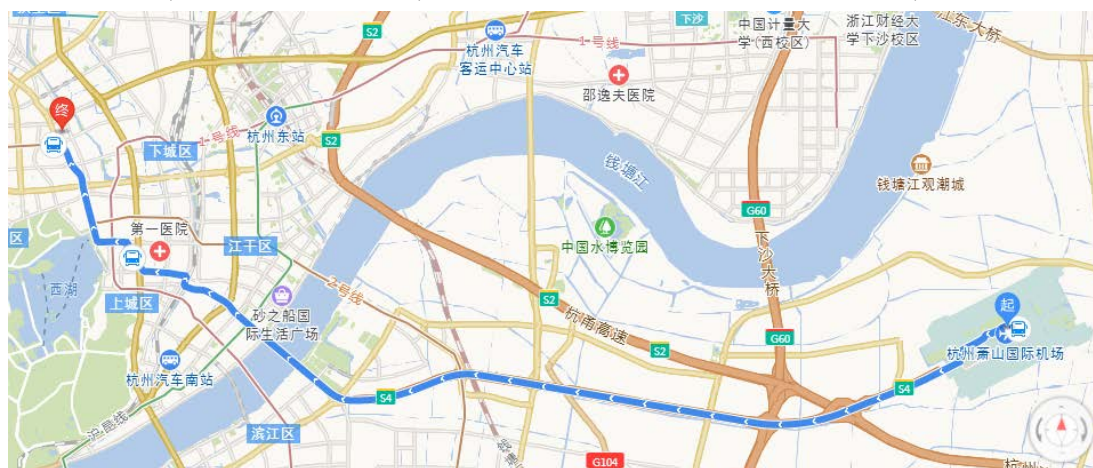 S2
杭州汽车
客运中心站
1号线
下沙
中国计量大
学(西校区)
浙江财经大
学下沙校区
江东大桥
邵逸夫医院
终
杭州东站
1号线
下城区
S2
钱塘江
钱塘江观潮城
G60
区
第一医院
江干区
中国水博览园
下沙大桥
西湖
上城区
2号线
砂之船国
际生活广场
S2
杭甬高速
S2
G60
起
杭州萧山国际机场
杭州汽车南站
S4
S4
沪昆线
滨江区
G104
杭州